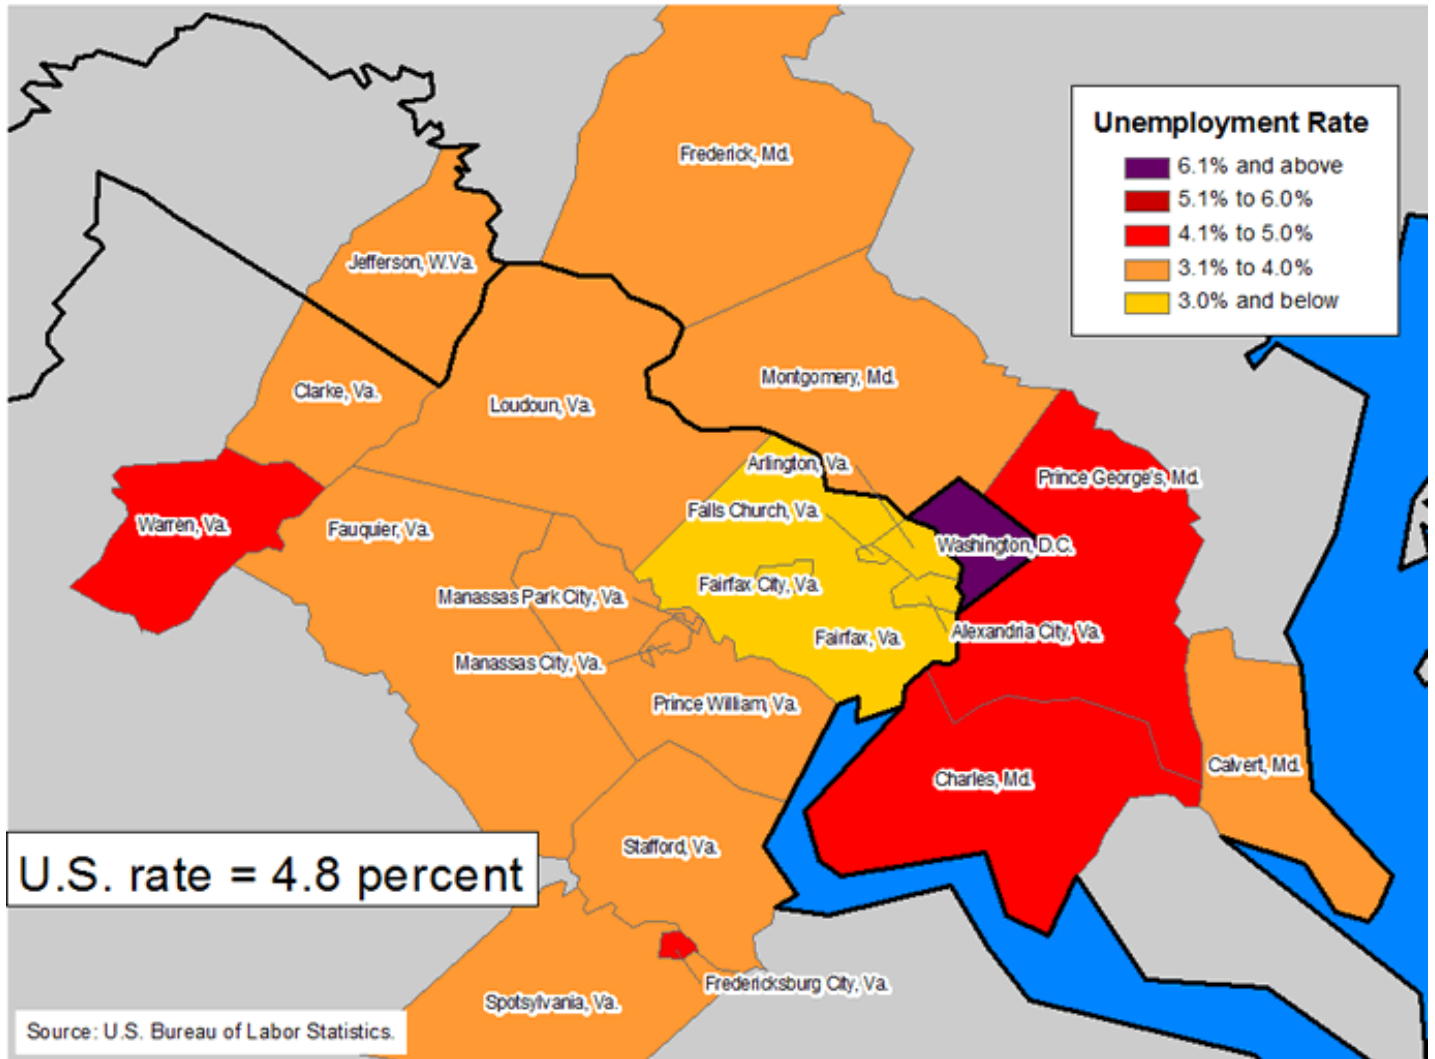 Frederick, Md.
Unemployment Rate
6.1% and above
5.1% to 6.0%
4.1% to 5.0%
3.1% to 4.0%
3.0% and below
Jefferson, W.Va.
Clarke, Va.
Loudoun, Va.
Montgomery, Md.
Arlington, Va.
Prince George's, Md.
Warren, Va.
Fauquier, Va.
Falls Church, Va.
Washington, D.C.
Fairfax City, Va.
Manassas Park City, Va.
Fairfax, Va.
Alexandria City, Va.
Manassas City, Va.
Prince William, Va.
Charles, Md.
Calvert, Md.
Stafford, Va.
U.S. rate = 4.8 percent
Fredericksburg City, Va.
Spotsylvania, Va.
Source: U.S. Bureau of Labor Statistics.